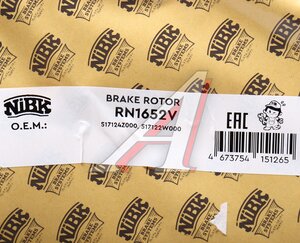 NiBK
BRAKE ROTOR
RN1652V
O.E.M.:
517124Z000, 517122W000
EAC
4 673754 151265